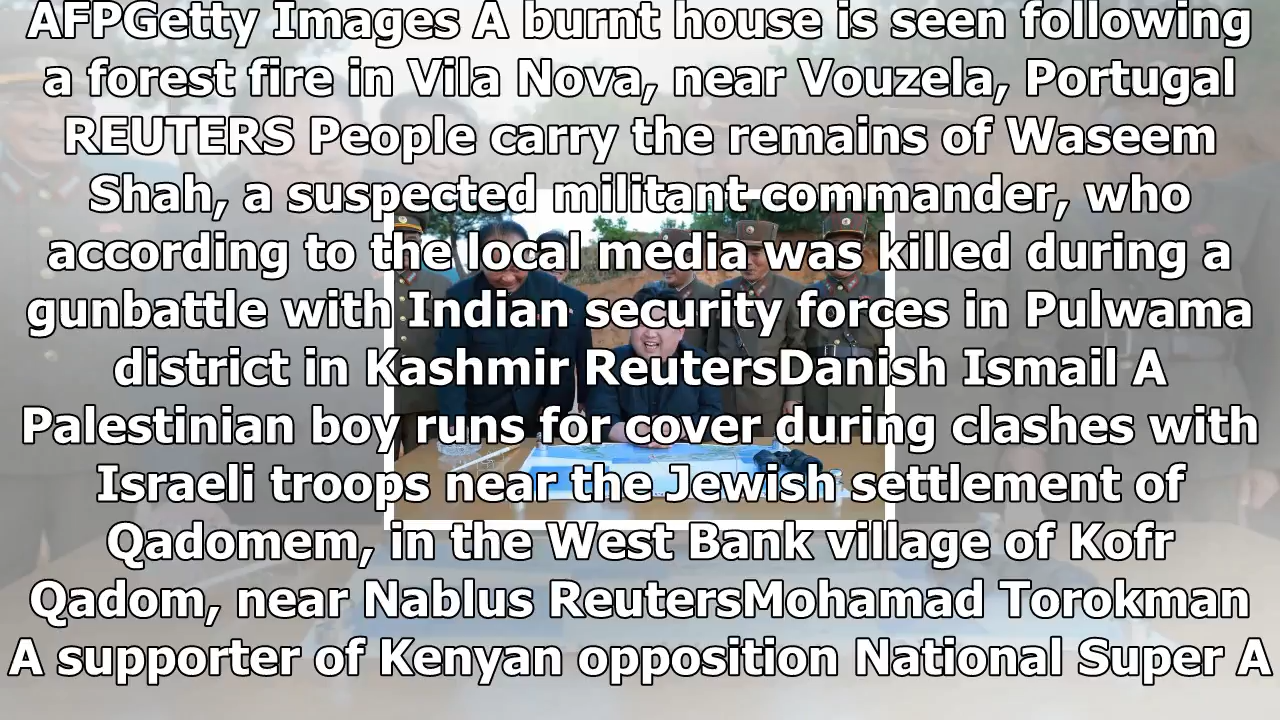 AFPGetty Images A burnt house is seen following
a forest fire in Vila Nova, near Vouzela, Portugal
REUTERS People carry the remains of Waseem
Shah, a suspected militant commander, who
according to the local media was killed during a
gunbattle with Indian security forces in Pulwama
district in Kashmir ReutersDanish Ismail A
Palestinian boy runs for cover during clashes with
Israeli troops near the Jewish settlement of
Qadomem, in the West Bank village of Kofr
Qadom, near Nablus ReutersMohamad Torokman
A supporter of Kenyan opposition National Super A